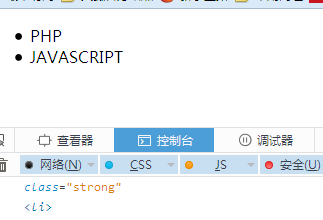 PHP
JAVASCRIPT
查看器 控制台 调试器
网络(N) CSS JS 安全(U)
class="strong"
<li>